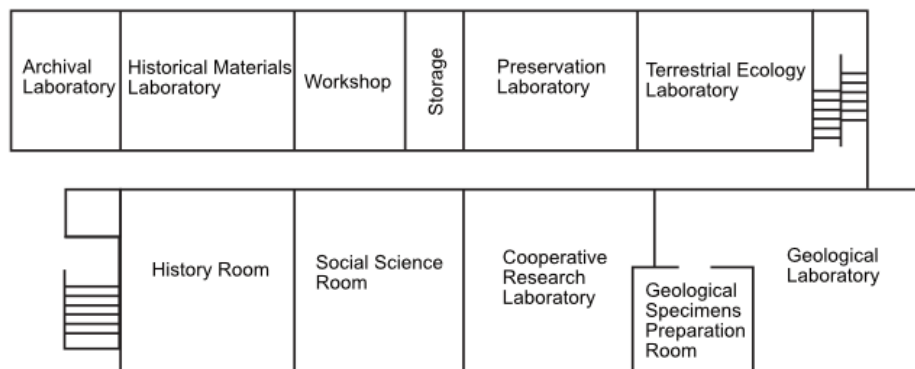 Archival
Laboratory
Historical Materials
Laboratory
Workshop
Storage
Preservation
Laboratory
Terrestrial Ecology
Laboratory
History Room
Social Science
Room
Cooperative
Research
Laboratory
Geological
Specimens
Preparation
Room
Geological
Laboratory